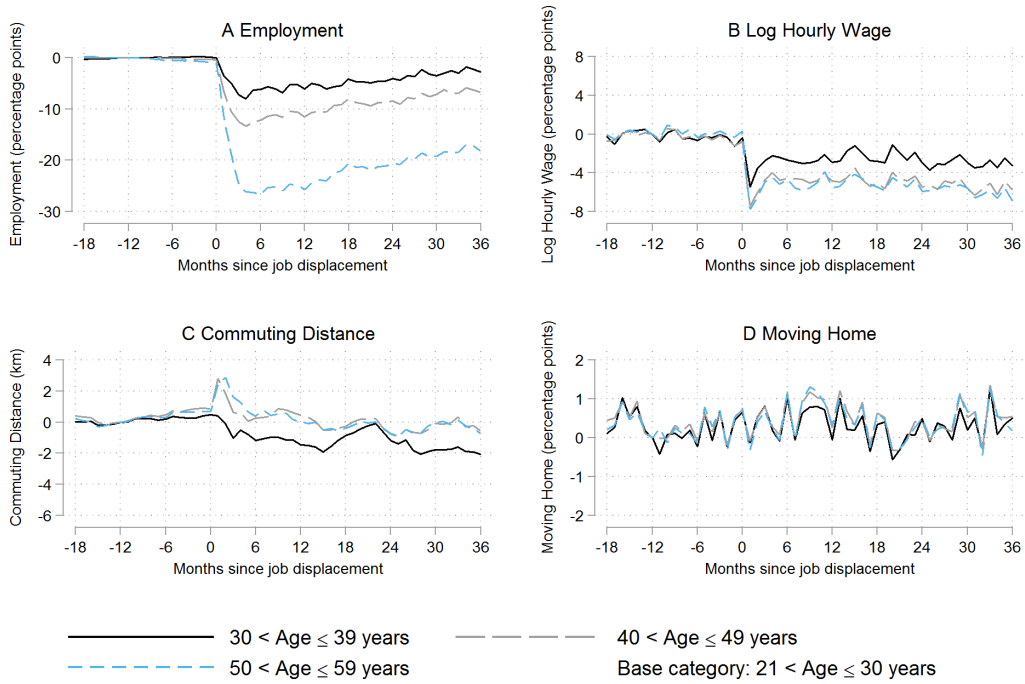 A Employment
Employment (percentage points)
0
-10
-20
-30
-18 -12 -6 0 6 12 18 24 30 36
Months since job displacement
B Log Hourly Wage
Log Hourly Wage (percentage points)
8
4
0
-4
-8
-18 -12 -6 0 6 12 18 24 30 36
Months since job displacement
C Commuting Distance
Commuting Distance (km)
4
2
0
-2
-4
-6
-18 -12 -6 0 6 12 18 24 30 36
Months since job displacement
D Moving Home
Moving Home (percentage points)
2
1
0
-1
-2
-18 -12 -6 0 6 12 18 24 30 36
Months since job displacement
30 < Age ≤ 39 years
40 < Age ≤ 49 years
50 < Age ≤ 59 years
Base category: 21 < Age ≤ 30 years